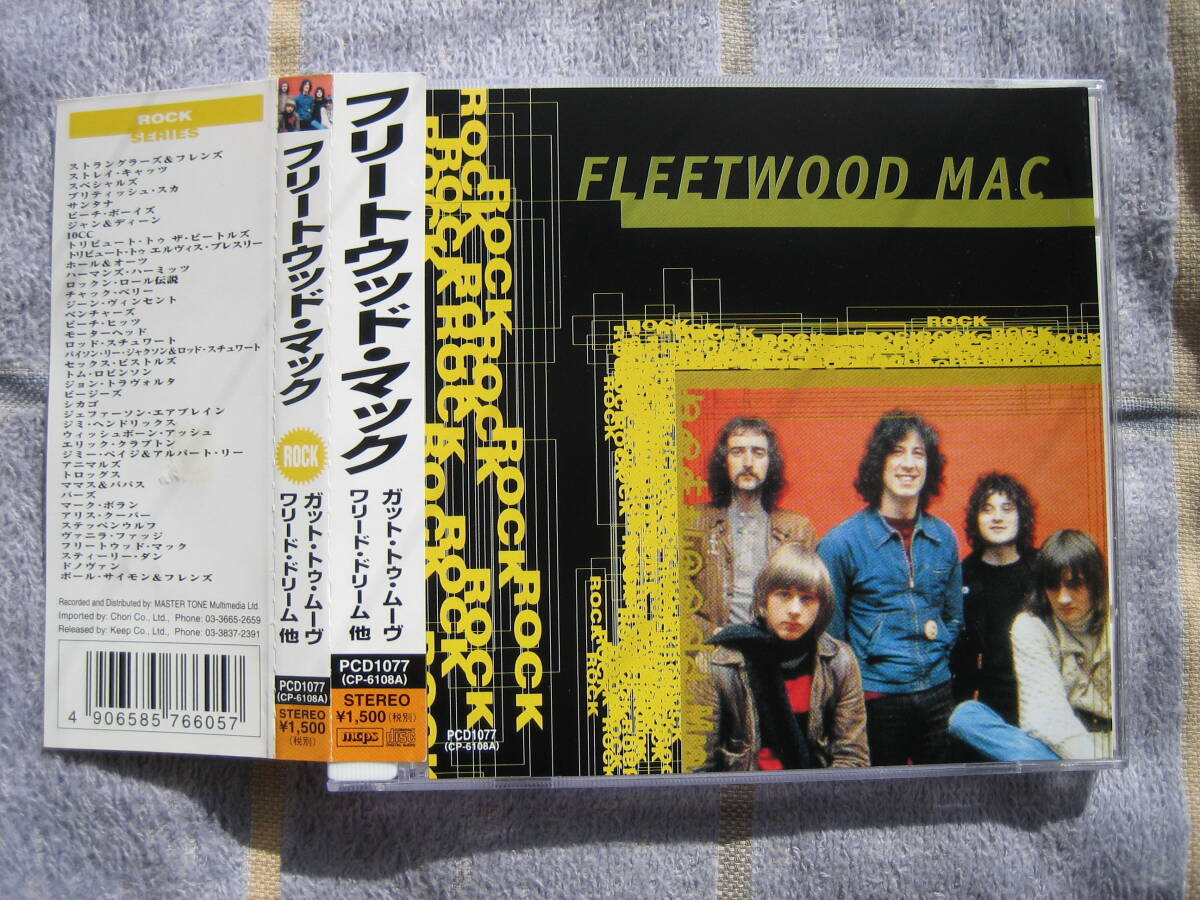 ROCK
SERIES
ストラングラーズ&フレンズ
ストレイ・キャッツ
スペシャルズ
ブリティッシュ・スカ
サンタナ
ビーチ・ボーイズ
ジャン&ディーン
10CC
トリビュート・トゥ ザ・ビートルズ
トリビュート・トゥ エルヴィス・プレスリー
ホール&オーツ
ハーマンズ・ハーミッツ
ロックン・ロール伝説
チャック・ベリー
ジーン・ヴィンセント
ベンチャーズ
ビーチ・ヒッツ
モーターヘッド
ロッド・スチュワート
パイソン・リー・ジャクソン&ロッド・スチュワート
セックス・ピストルズ
トム・ロビンソン
ジョン・トラヴォルタ
ビージーズ
シカゴ
ジェファーソン・エアプレイン
ジミ・ヘンドリックス
ウィッシュボーン・アッシュ
エリック・クラプトン
ジミー・ペイジ&アルバート・リー
アニマルズ
トロッグス
ママス&パパス
バーズ
マーク・ボラン
アリス・クーパー
ステッペンウルフ
ヴァニラ・ファッジ
フリートウッド・マック
スティーリー・ダン
ドノヴァン
ポール・サイモン&フレンズ
Recorded and Distributed by: MASTER TONE Multimedia Ltd.
Imported by: Chori Co., Ltd. Phone: 03-3665-2659
Released by: Keep Co., Ltd. Phone: 03-3837-2391
4 906585 766057
フリートウッド・マック
ROCK
ガット・トゥ・ムーヴ
ワリード・ドリーム 他
PCD1077
(CP-6108A)
STEREO
¥1,500
(税別)
フリートウッド・マック
ガット・トゥ・ムーヴ
ワリード・ドリーム 他
PCD1077
(CP-6108A)
STEREO
¥1,500(税別)
mcps
COMPACT
disc
DIGITAL AUDIO
FLEETWOOD MAC
ROCK
ROCK
ROCK
ROCK
ROCK
ROCK
ROCK
ROCK
ROCK
ROCK
ROCK
ROCK
ROCK
ROCK
PCD1077
(CP-6108A)